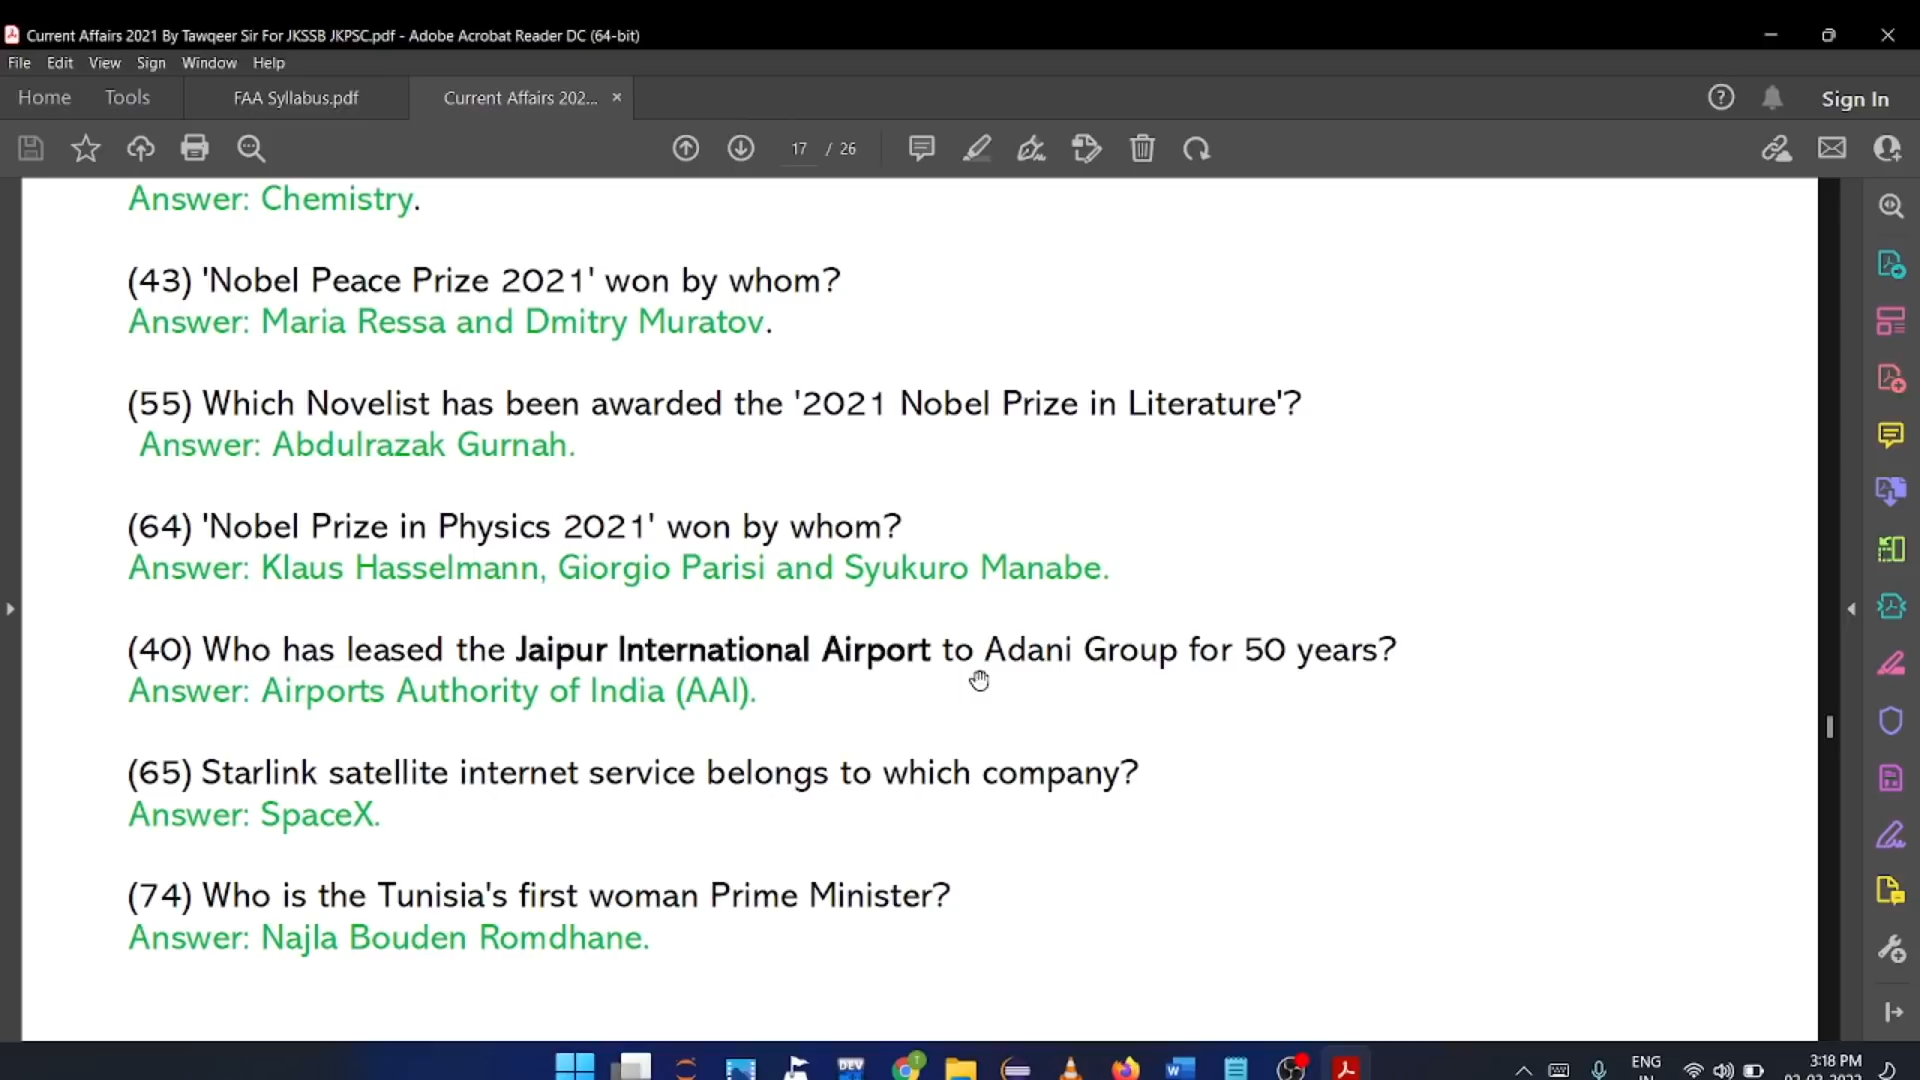 Current Affairs 2021 By Tawqeer Sir For JKSSB JKPSC.pdf - Adobe Acrobat Reader DC (64-bit)
File Edit View Sign Window Help
Home Tools FAA Syllabus.pdf Current Affairs 202... × Sign In
17 / 26
Answer: Chemistry.
(43) 'Nobel Peace Prize 2021' won by whom?
Answer: Maria Ressa and Dmitry Muratov.
(55) Which Novelist has been awarded the '2021 Nobel Prize in Literature'?
Answer: Abdulrazak Gurnah.
(64) 'Nobel Prize in Physics 2021' won by whom?
Answer: Klaus Hasselmann, Giorgio Parisi and Syukuro Manabe.
(40) Who has leased the Jaipur International Airport to Adani Group for 50 years?
Answer: Airports Authority of India (AAI).
(65) Starlink satellite internet service belongs to which company?
Answer: SpaceX.
(74) Who is the Tunisia's first woman Prime Minister?
Answer: Najla Bouden Romdhane.
DEV ENG 3:18 PM
IN